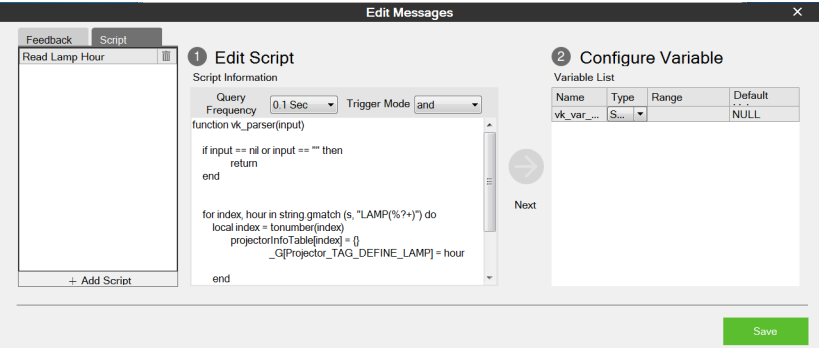 Edit Messages
Feedback Script
Read Lamp Hour
+ Add Script
1 Edit Script
Script Information
Query Frequency 0.1 Sec Trigger Mode and
function vk_parser(input)
if input == nil or input == "" then
return
end
for index, hour in string.gmatch (s, "LAMP(%?+)") do
local index = tonumber(index)
projectorInfoTable[index] = {}
_G[Projector_TAG_DEFINE_LAMP] = hour
end
Next
2 Configure Variable
Variable List
Name Type Range Default
vk_var_... S... NULL
Save